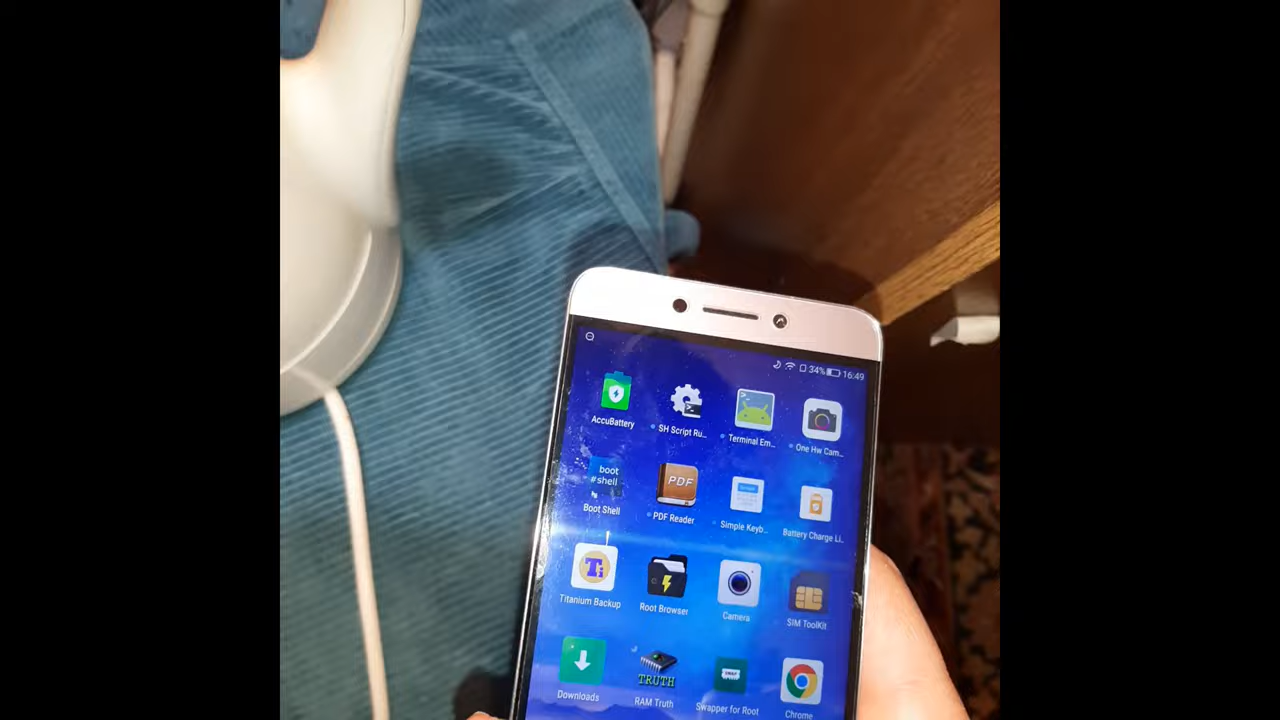 34% 16:49
AccuBattery
SH Script Ru...
Terminal Em...
One Hw Cam...
boot
#shell
Boot Shell
PDF
PDF Reader
Simple Keyb...
Battery Charge Li...
Ti
Titanium Backup
Root Browser
Camera
SIM ToolKit
Downloads
TRUTH
RAM Truth
Swapper for Root
Chrome